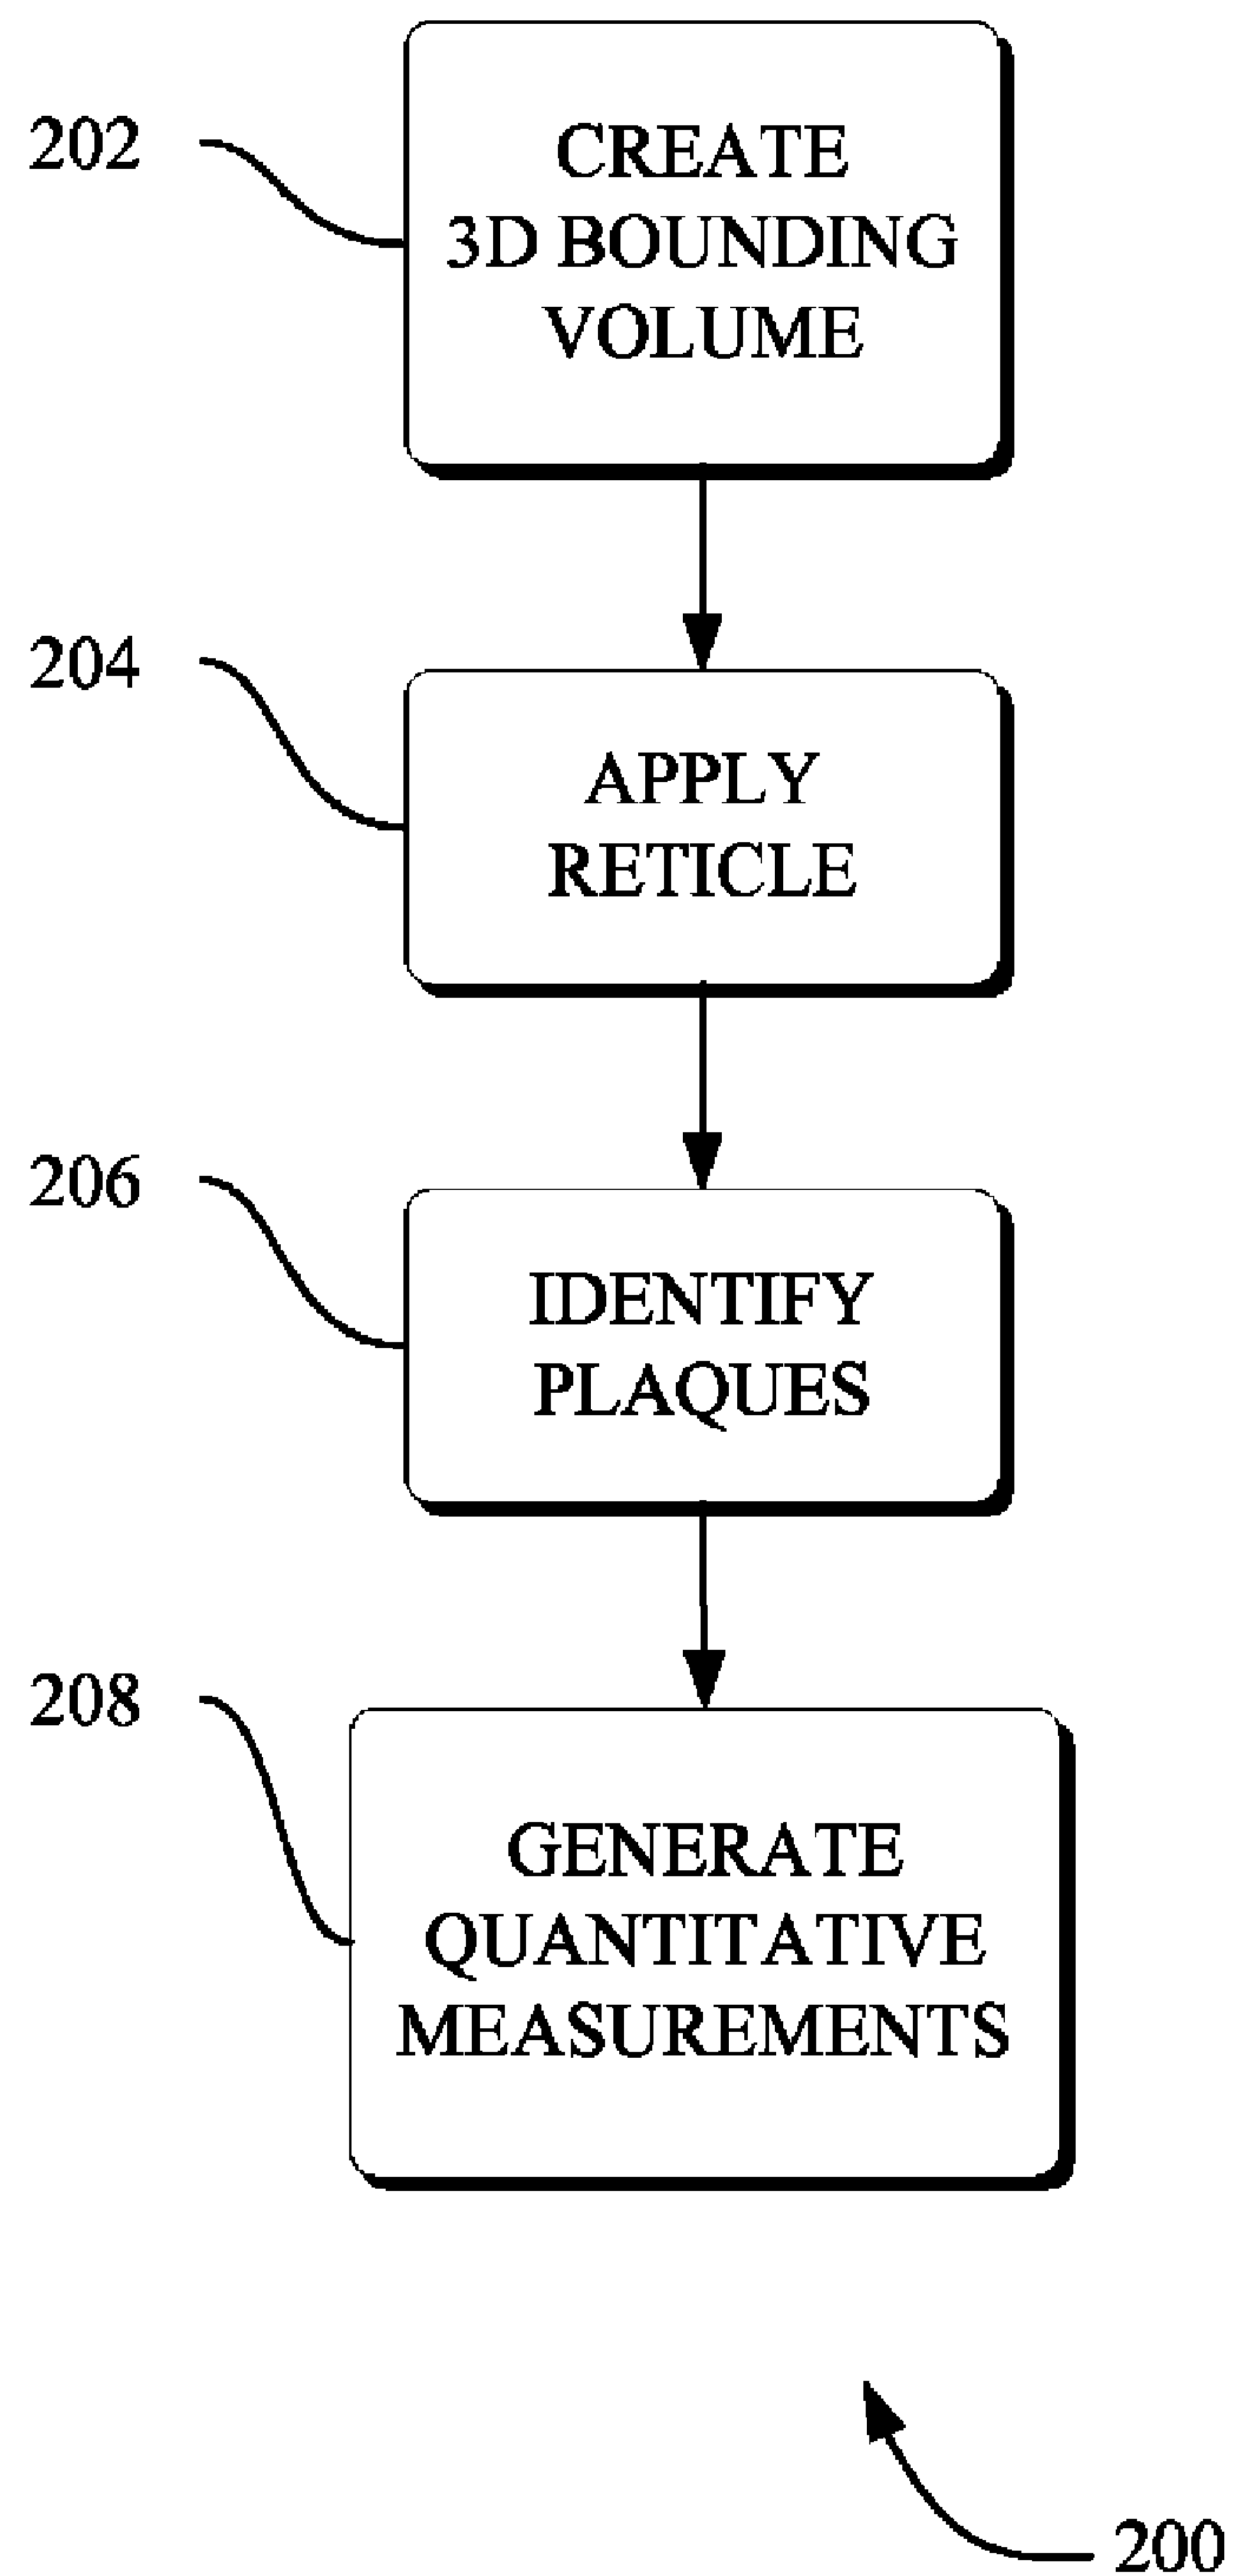 202
CREATE
3D BOUNDING
VOLUME
204
APPLY
RETICLE
206
IDENTIFY
PLAQUES
208
GENERATE
QUANTITATIVE
MEASUREMENTS
200